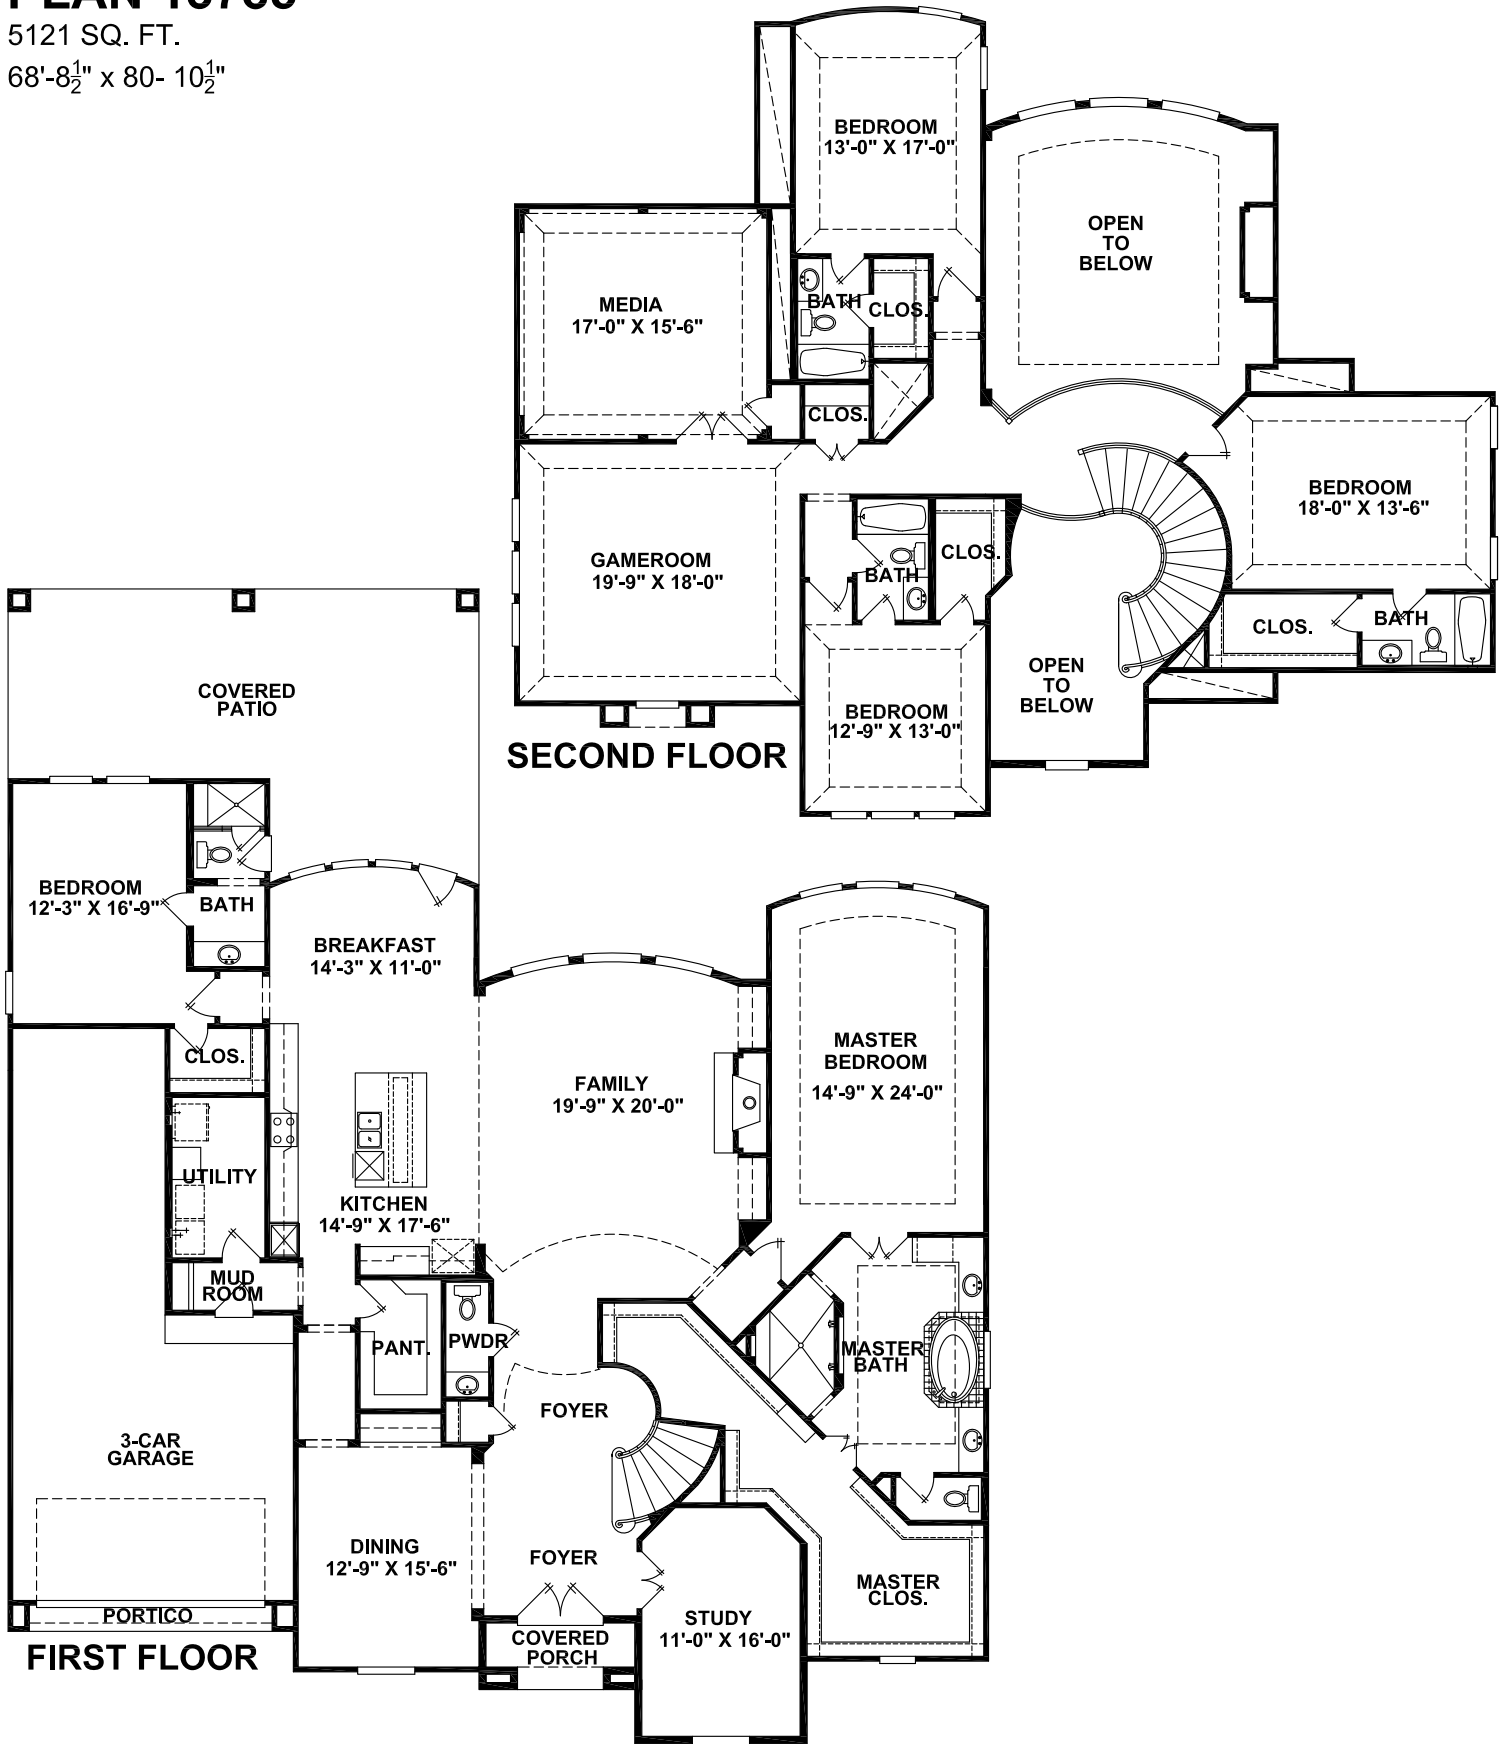 5121 SQ. FT.
68'-8½" x 80- 10½"
BEDROOM
13'-0" X 17'-0"
OPEN
TO
BELOW
MEDIA
17'-0" X 15'-6"
BATH
CLOS.
CLOS.
BEDROOM
18'-0" X 13'-6"
GAMEROOM
19'-9" X 18'-0"
CLOS.
BATH
CLOS.
BATH
OPEN
TO
BELOW
BEDROOM
12'-9" X 13'-0"
SECOND FLOOR
COVERED
PATIO
BEDROOM
12'-3" X 16'-9"
BATH
BREAKFAST
14'-3" X 11'-0"
CLOS.
FAMILY
19'-9" X 20'-0"
MASTER
BEDROOM
14'-9" X 24'-0"
UTILITY
KITCHEN
14'-9" X 17'-6"
MUD
ROOM
PANT.
PWDR
MASTER
BATH
FOYER
3-CAR
GARAGE
DINING
12'-9" X 15'-6"
FOYER
MASTER
CLOS.
PORTICO
STUDY
11'-0" X 16'-0"
COVERED
PORCH
FIRST FLOOR